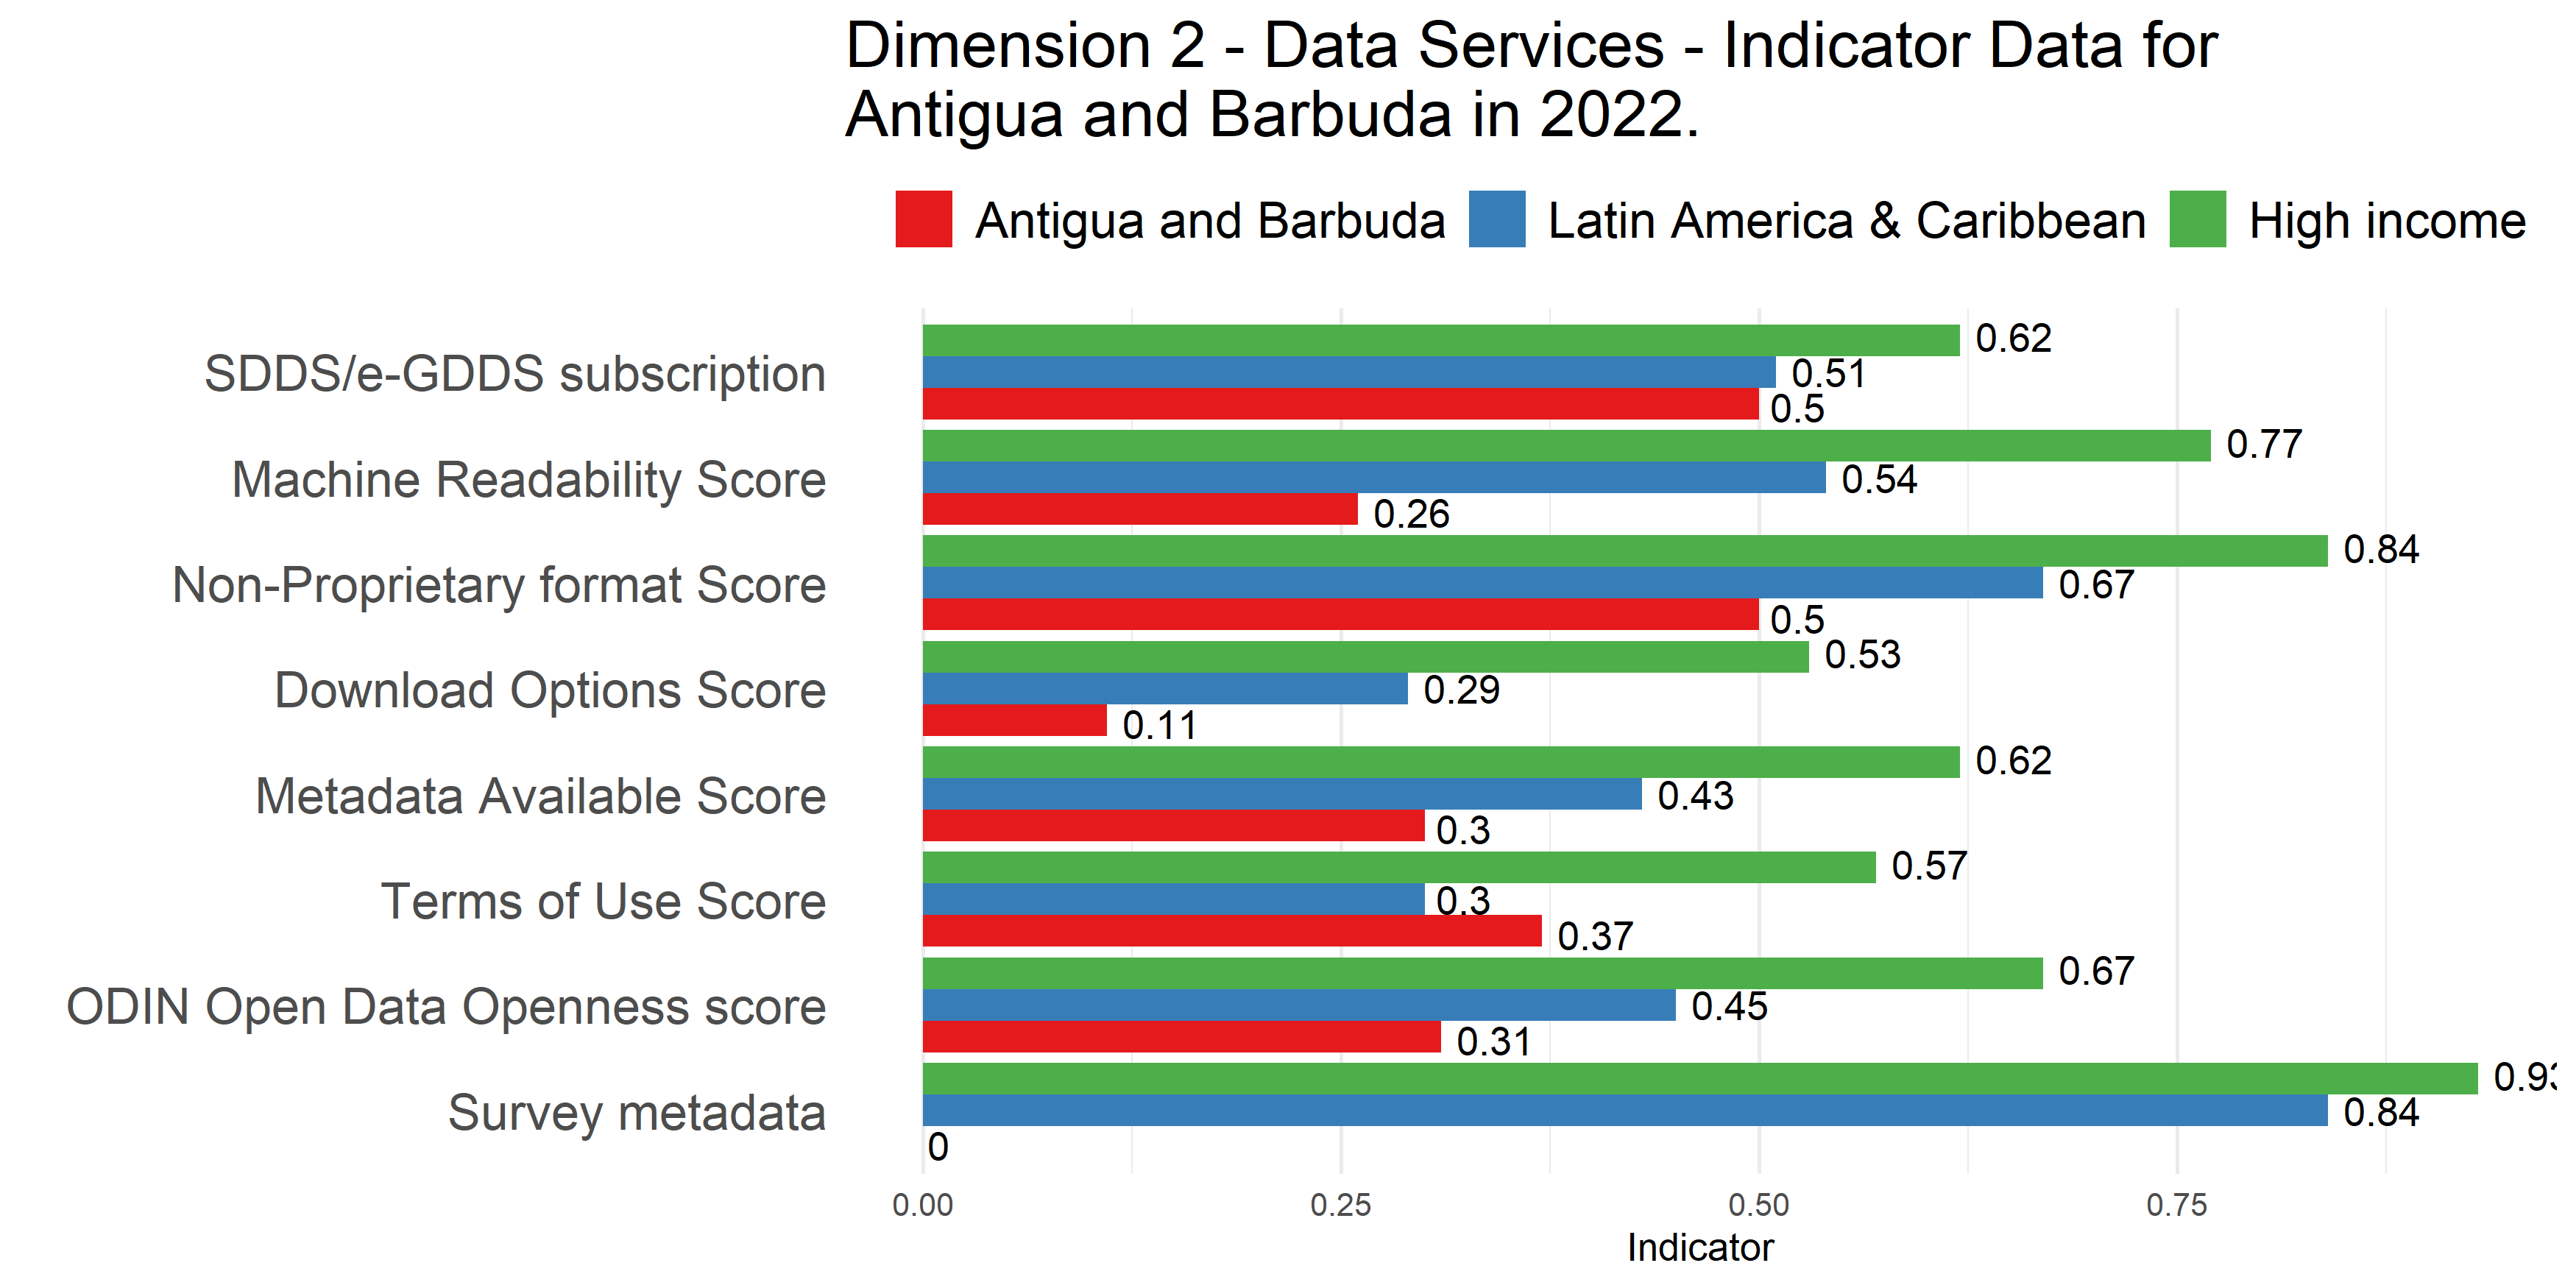 Dimension 2 - Data Services - Indicator Data for
Antigua and Barbuda in 2022.
Antigua and Barbuda
Latin America & Caribbean
High income
SDDS/e-GDDS subscription
0.62
0.51
0.5
Machine Readability Score
0.77
0.54
0.26
Non-Proprietary format Score
0.84
0.67
0.5
Download Options Score
0.53
0.29
0.11
Metadata Available Score
0.62
0.43
0.3
Terms of Use Score
0.57
0.3
0.37
ODIN Open Data Openness score
0.67
0.45
0.31
Survey metadata
0.93
0.84
0
0.00 0.25 0.50 0.75
Indicator